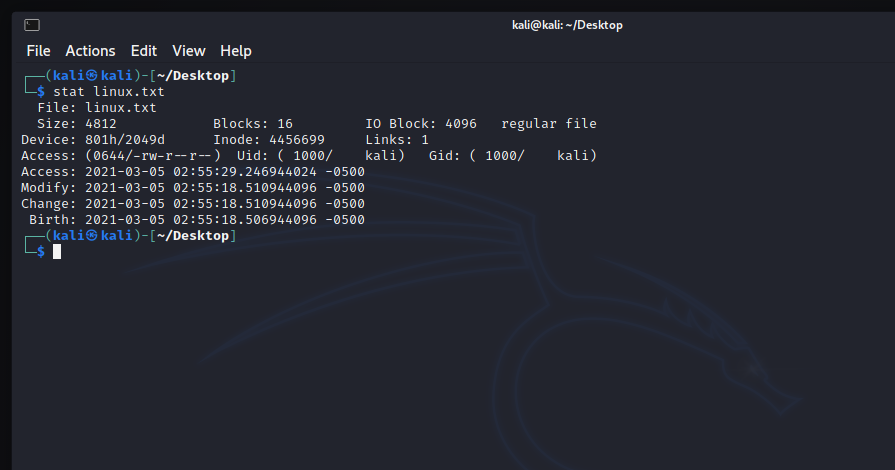 kali@kali: ~/Desktop
File Actions Edit View Help
┌──(kali㉿kali)-[~/Desktop]
└─$ stat linux.txt
  File: linux.txt
  Size: 4812            Blocks: 16         IO Block: 4096   regular file
Device: 801h/2049d      Inode: 4456699     Links: 1
Access: (0644/-rw-r--r--)  Uid: ( 1000/    kali)   Gid: ( 1000/    kali)
Access: 2021-03-05 02:55:29.246944024 -0500
Modify: 2021-03-05 02:55:18.510944096 -0500
Change: 2021-03-05 02:55:18.510944096 -0500
 Birth: 2021-03-05 02:55:18.506944096 -0500
┌──(kali㉿kali)-[~/Desktop]
└─$